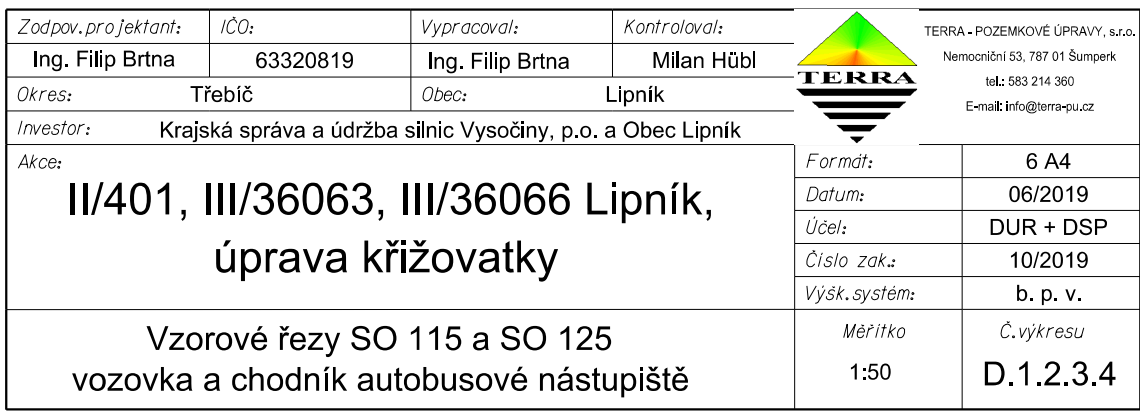 Zodpov.projektant: IČO: Vypracoval: Kontroloval:
Ing. Filip Brtna 63320819 Ing. Filip Brtna Milan Hübl
Okres: Třebíč Obec: Lipník
Investor: Krajská správa a údržba silnic Vysočiny, p.o. a Obec Lipník
TERRA
TERRA - POZEMKOVÉ ÚPRAVY, s.r.o.
Nemocniční 53, 787 01 Šumperk
tel.: 583 214 360
E-mail: info@terra-pu.cz
Akce:
II/401, III/36063, III/36066 Lipník,
úprava křižovatky
Formát: 6 A4
Datum: 06/2019
Účel: DUR + DSP
Číslo zak.: 10/2019
Výšk.systém: b. p. v.
Vzorové řezy SO 115 a SO 125
vozovka a chodník autobusové nástupiště
Měřítko
1:50
Č.výkresu
D.1.2.3.4